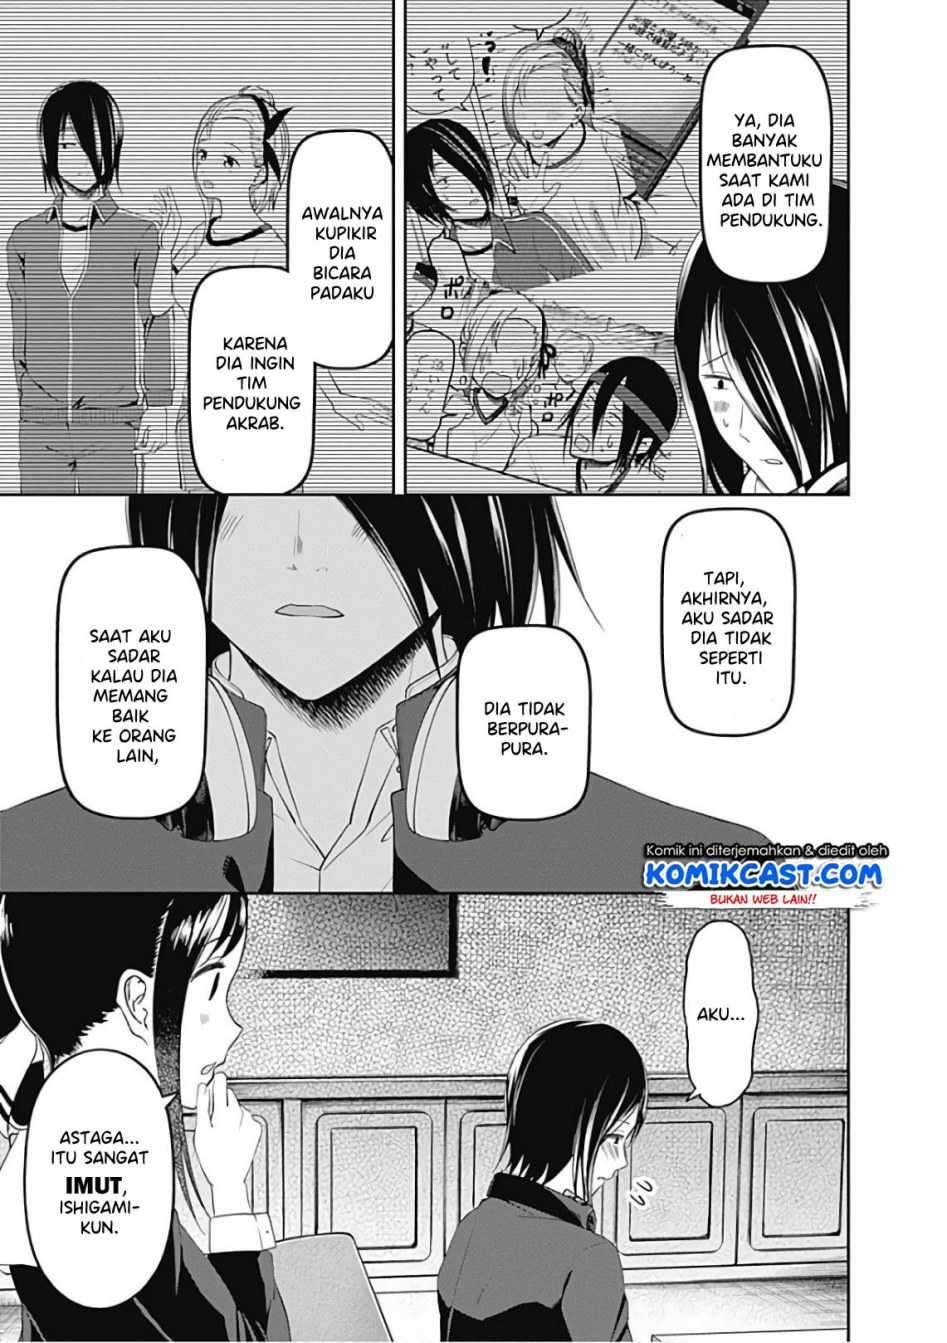 YA, DIA
BANYAK
MEMBANTUKU
SAAT KAMI
ADA DI TIM
PENDUKUNG.
AWALNYA
KUPIKIR
DIA
BICARA
PADAKU
KARENA
DIA INGIN
TIM
PENDUKUNG
AKRAB.
TAPI,
AKHIRNYA,
AKU SADAR
DIA TIDAK
SEPERTI
ITU.
DIA TIDAK
BERPURA-
PURA.
SAAT AKU
SADAR
KALAU DIA
MEMANG
BAIK
KE ORANG
LAIN,
Komik ini diterjemahkan & diedit oleh
KOMIKCAST.COM
BUKAN WEB LAIN!!
AKU...
ASTAGA...
ITU SANGAT
IMUT,
ISHIGAMI-
KUN.